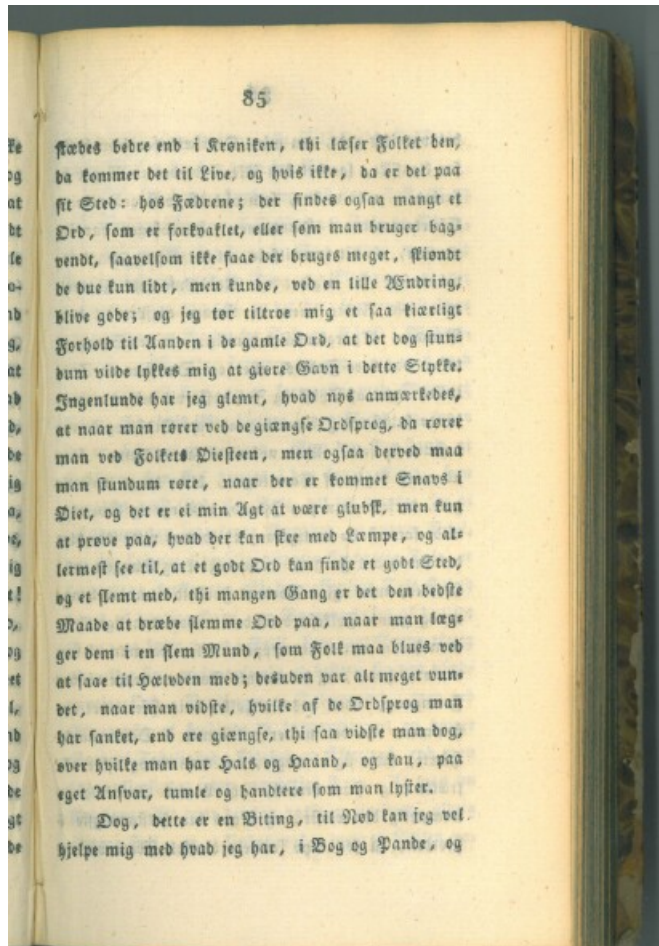 85
stædes bedre end i Krøniken, thi læser Folket den,
da kommer det til Live, og hvis ikke, da er det paa
sit Sted: hos Fædrene; der findes ogsaa mangt et
Ord, som er forkvaklet, eller som man bruger bag-
vendt, saavelsom ikke faae der bruges meget, skiøndt
de due kun lidt, men kunde, ved en lille Ændring,
blive gode; og jeg tør tiltroe mig et saa kiærligt
Forhold til Aanden i de gamle Ord, at det dog stun-
dum vilde lykkes mig at giøre Gavn i dette Stykke.
Ingenlunde har jeg glemt, hvad nys anmærkedes,
at naar man rører ved de giængse Ordsprog, da rører
man ved Folkets Øiesteen, men ogsaa derved maa
man stundum røre, naar der er kommet Snavs i
Øiet, og det er ei min Agt at være glubsk, men kun
at prøve paa, hvad der kan skee med Læmpe, og al-
lermest see til, at et godt Ord kan finde et godt Sted,
og et slemt med, thi mangen Gang er det den bedste
Maade at dræbe slemme Ord paa, naar man læg-
ger dem i en slem Mund, som Folk maa blues ved
at faae til Hælvden med; desuden var alt meget vun-
det, naar man vidste, hvilke af de Ordsprog man
har sanket, end ere giængse, thi saa vidste man dog,
over hvilke man har Hals og Haand, og kan, paa
eget Ansvar, tumle og handtere som man lyster.
Dog, dette er en Biting, til Nød kan jeg vel
hjelpe mig med hvad jeg har, i Bog og Pande, og